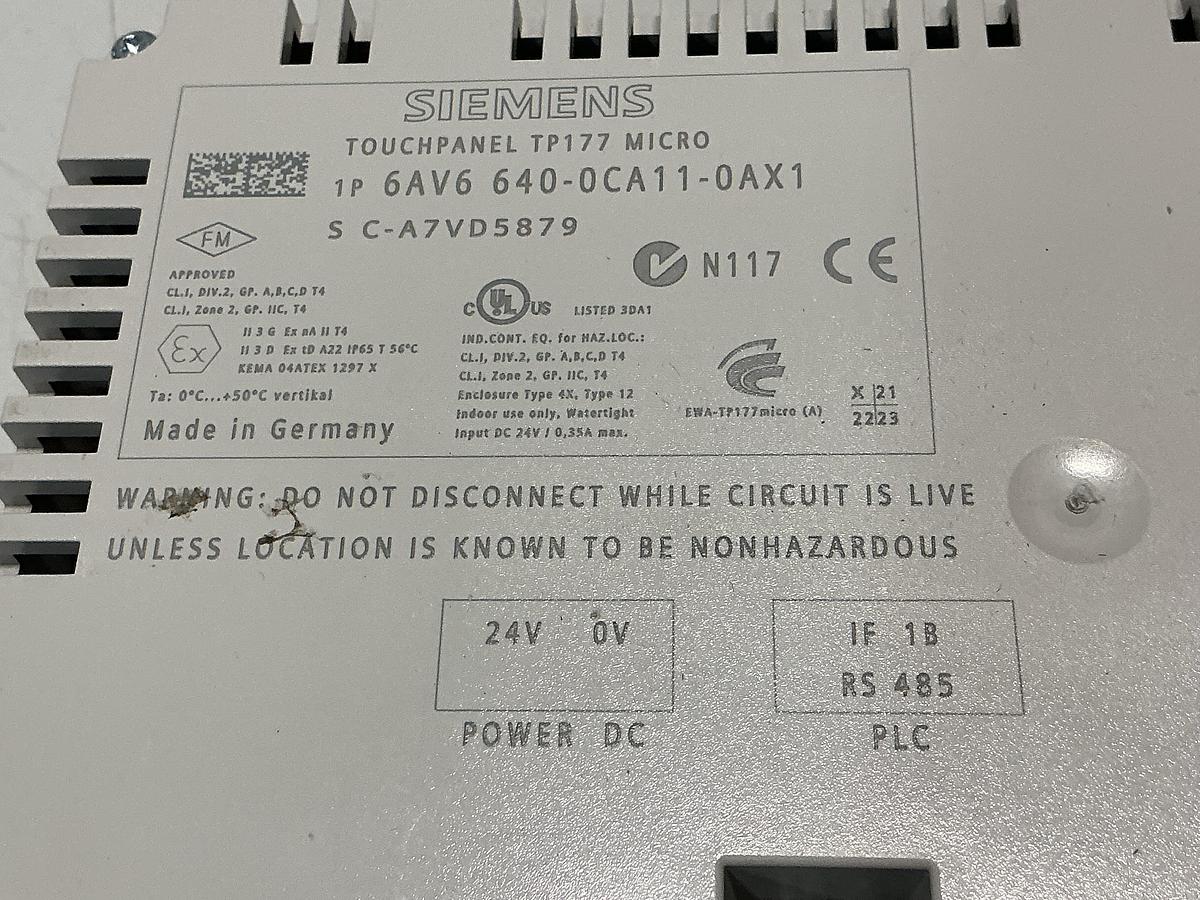 SIEMENS
TOUCHPANEL TP177 MICRO
1P 6AV6 640-0CA11-0AX1
S C-A7VD5879
FM
APPROVED
CL.I, DIV.2, GP. A,B,C,D T4
CL.I, Zone 2, GP. IIC, T4
N117 CE
C UL US LISTED 3DA1
Ex
II 3 G Ex nA II T4
II 3 D Ex tD A22 IP65 T 56°C
KEMA 04ATEX 1297 X
IND.CONT. EQ. for HAZ.LOC.:
CL.I, DIV.2, GP. A,B,C,D T4
CL.I, Zone 2, GP. IIC, T4
Enclosure Type 4X, Type 12
Indoor use only, Watertight
Input DC 24V / 0,35A max.
Ta: 0°C...+50°C vertikal
Made in Germany
EWA-TP177micro (A)
X 21
22 23
WARNING: DO NOT DISCONNECT WHILE CIRCUIT IS LIVE
UNLESS LOCATION IS KNOWN TO BE NONHAZARDOUS
24V 0V
POWER DC
IF 1B
RS 485
PLC